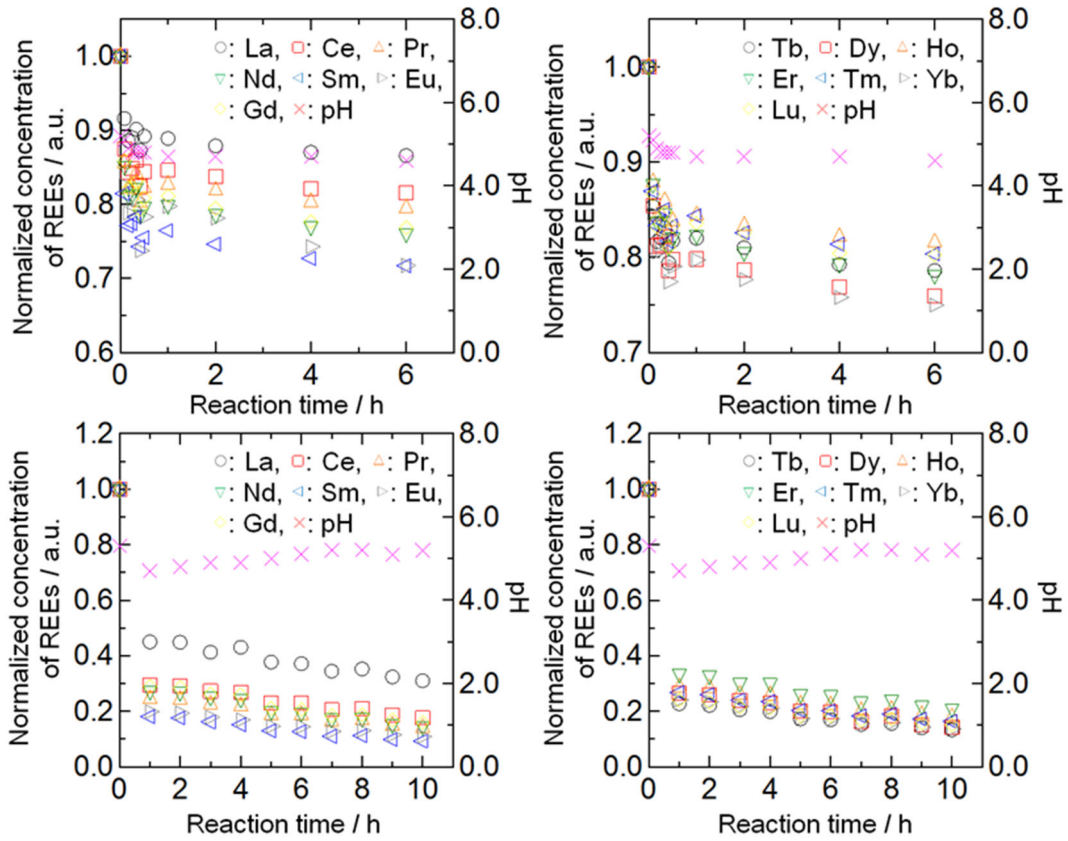 Normalized concentration
of REEs / a.u.
1.0
0.9
0.8
0.7
0.6
○: La, □: Ce, △: Pr,
▽: Nd, ◁: Sm, ▷: Eu,
◇: Gd, ×: pH
8.0
6.0
4.0
2.0
0.0
pH
0 2 4 6
Reaction time / h
Normalized concentration
of REEs / a.u.
1.0
0.9
0.8
0.7
○: Tb, □: Dy, △: Ho,
▽: Er, ◁: Tm, ▷: Yb,
◇: Lu, ×: pH
8.0
6.0
4.0
2.0
0.0
pH
0 2 4 6
Reaction time / h
Normalized concentration
of REEs / a.u.
1.2
1.0
0.8
0.6
0.4
0.2
0.0
○: La, □: Ce, △: Pr,
▽: Nd, ◁: Sm, ▷: Eu,
◇: Gd, ×: pH
8.0
6.0
4.0
2.0
0.0
pH
0 2 4 6 8 10
Reaction time / h
Normalized concentration
of REEs / a.u.
1.2
1.0
0.8
0.6
0.4
0.2
0.0
○: Tb, □: Dy, △: Ho,
▽: Er, ◁: Tm, ▷: Yb,
◇: Lu, ×: pH
8.0
6.0
4.0
2.0
0.0
pH
0 2 4 6 8 10
Reaction time / h